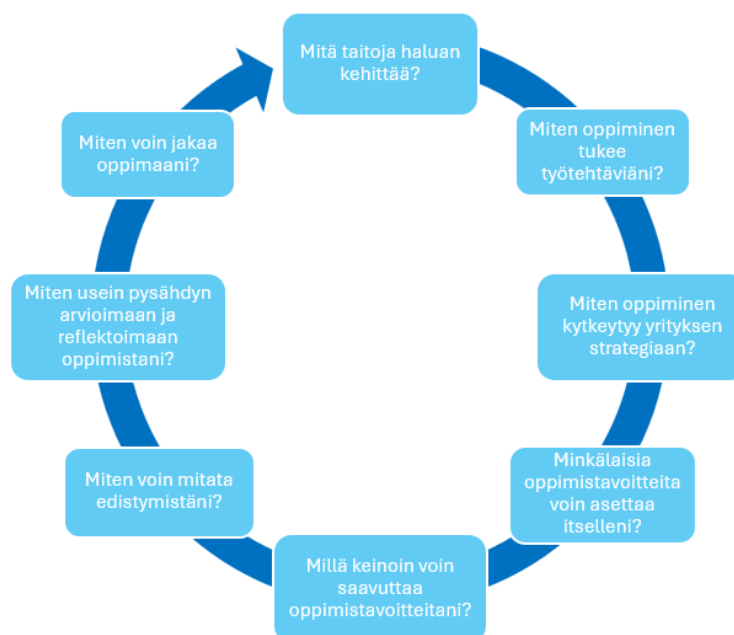 Mitä taitoja haluan
kehittää?
Miten oppiminen
tukee
työtehtäviäni?
Miten oppiminen
kytkeytyy yrityksen
strategiaan?
Minkälaisia
oppimistavoitteita
voin asettaa
itselleni?
Millä keinoin voin
saavuttaa
oppimistavoitteitani?
Miten voin mitata
edistymistäni?
Miten usein pysähdyn
arvioimaan ja
reflektoimaan
oppimistani?
Miten voin jakaa
oppimaani?